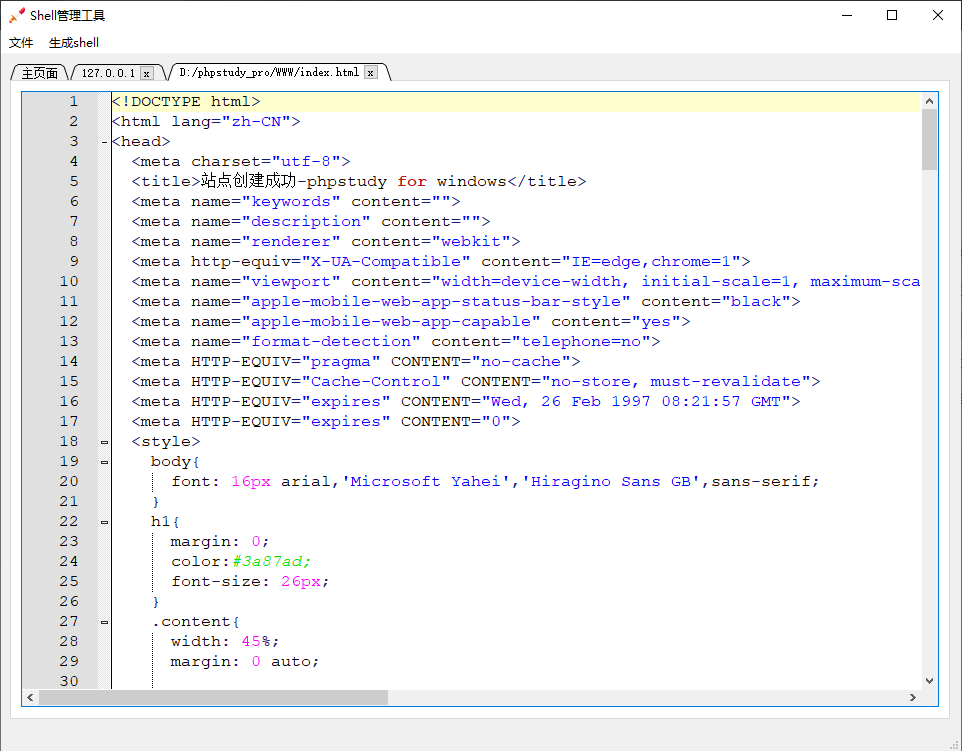 Shell管理工具
文件 生成shell
主页面 127.0.0.1 x D:/phpstudy_pro/WWW/index.html x
1 <!DOCTYPE html>
2 <html lang="zh-CN">
3 <head>
4 <meta charset="utf-8">
5 <title>站点创建成功-phpstudy for windows</title>
6 <meta name="keywords" content="">
7 <meta name="description" content="">
8 <meta name="renderer" content="webkit">
9 <meta http-equiv="X-UA-Compatible" content="IE=edge,chrome=1">
10 <meta name="viewport" content="width=device-width, initial-scale=1, maximum-sca
11 <meta name="apple-mobile-web-app-status-bar-style" content="black">
12 <meta name="apple-mobile-web-app-capable" content="yes">
13 <meta name="format-detection" content="telephone=no">
14 <meta HTTP-EQUIV="pragma" CONTENT="no-cache">
15 <meta HTTP-EQUIV="Cache-Control" CONTENT="no-store, must-revalidate">
16 <meta HTTP-EQUIV="expires" CONTENT="Wed, 26 Feb 1997 08:21:57 GMT">
17 <meta HTTP-EQUIV="expires" CONTENT="0">
18 <style>
19 body{
20 font: 16px arial,'Microsoft Yahei','Hiragino Sans GB',sans-serif;
21 }
22 h1{
23 margin: 0;
24 color:#3a87ad;
25 font-size: 26px;
26 }
27 .content{
28 width: 45%;
29 margin: 0 auto;
30